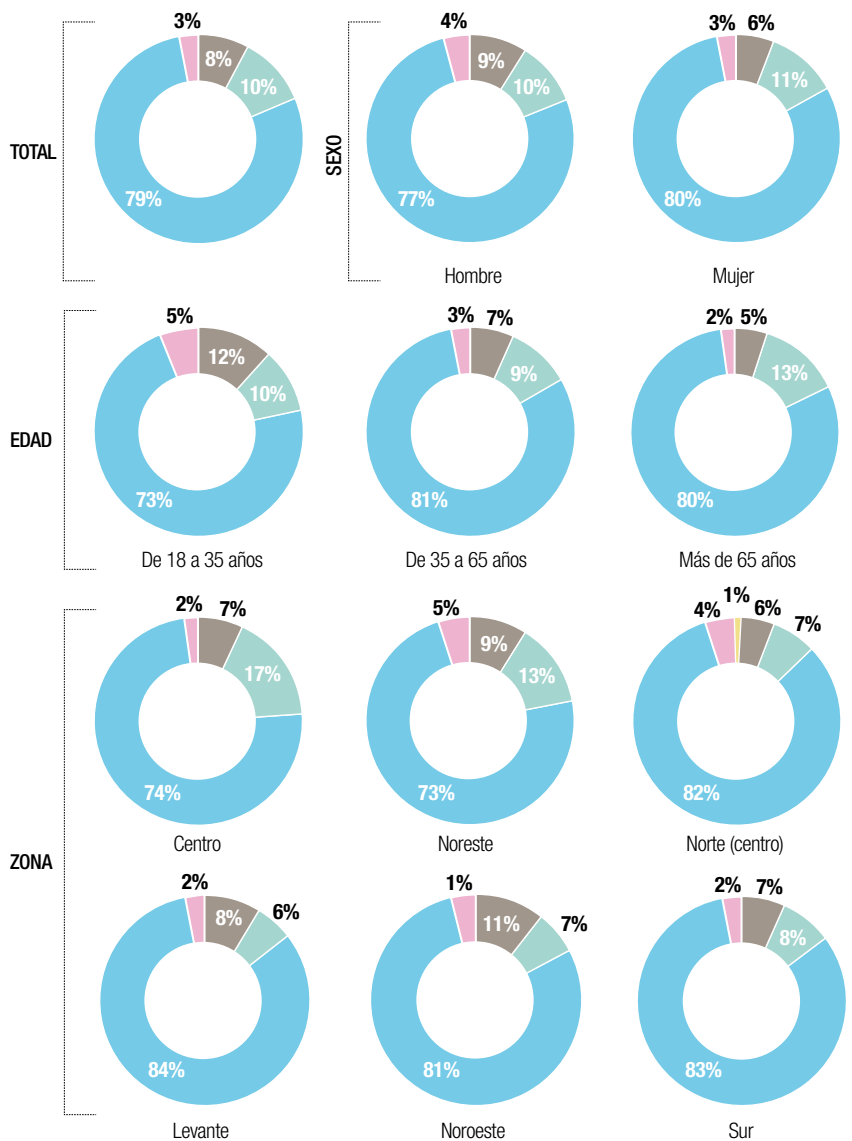 3%
8%
10%
79%
TOTAL
SEXO
4%
9%
10%
77%
Hombre
3% 6%
11%
80%
Mujer
EDAD
5%
12%
10%
73%
De 18 a 35 años
3% 7%
9%
81%
De 35 a 65 años
2% 5%
13%
80%
Más de 65 años
ZONA
2% 7%
17%
74%
Centro
5%
9%
13%
73%
Noreste
4% 1% 6%
7%
82%
Norte (centro)
2%
8%
6%
84%
Levante
1%
11%
7%
81%
Noroeste
2% 7%
8%
83%
Sur